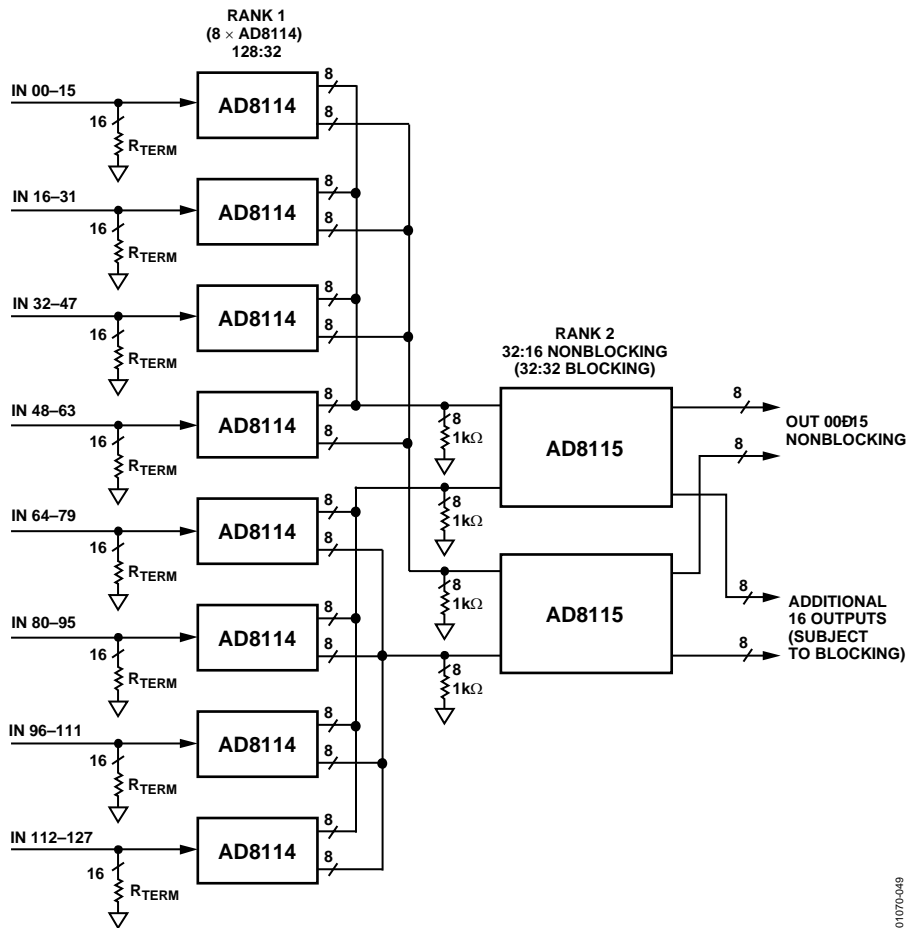 RANK 1
(8 × AD8114)
128:32
IN 00–15
16
RTERM
AD8114
8
8
IN 16–31
16
RTERM
AD8114
8
8
IN 32–47
16
RTERM
AD8114
8
8
IN 48–63
16
RTERM
AD8114
8
8
IN 64–79
16
RTERM
AD8114
8
8
IN 80–95
16
RTERM
AD8114
8
8
IN 96–111
16
RTERM
AD8114
8
8
IN 112–127
16
RTERM
AD8114
8
8
RANK 2
32:16 NONBLOCKING
(32:32 BLOCKING)
8
1kΩ
8
1kΩ
8
1kΩ
8
1kΩ
AD8115
AD8115
8
8
OUT 00Ð15
NONBLOCKING
8
8
ADDITIONAL
16 OUTPUTS
(SUBJECT
TO BLOCKING)
01070-049